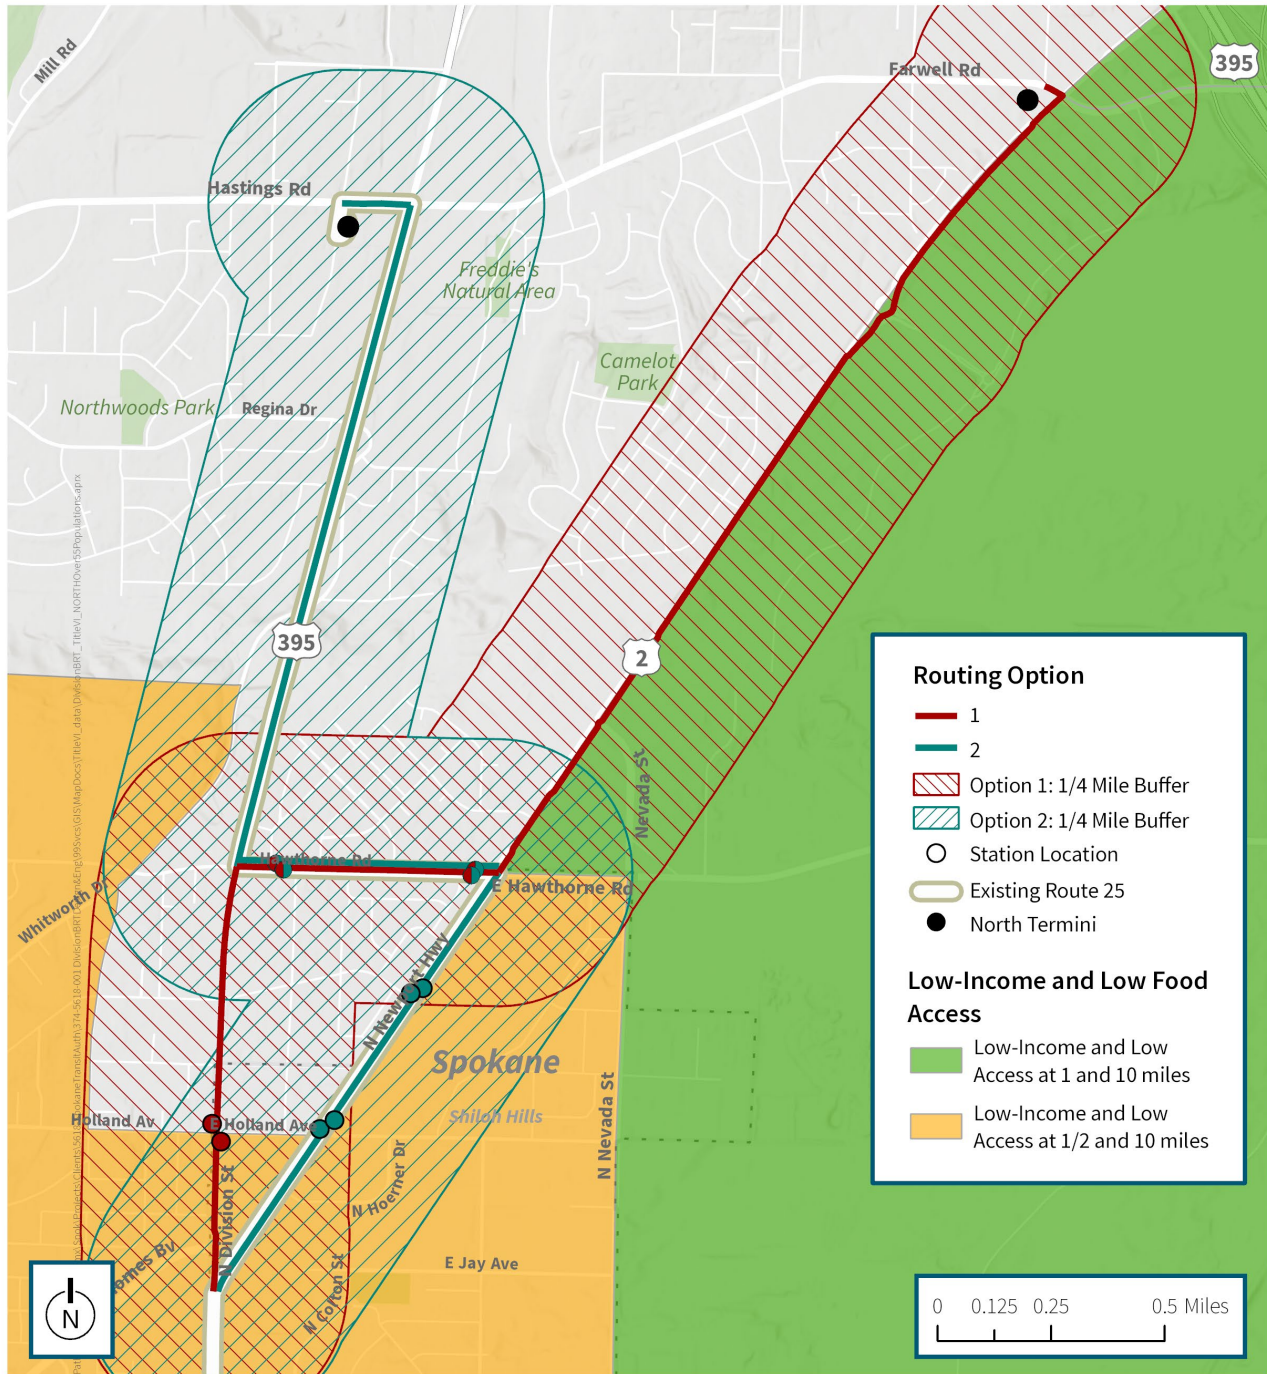 Mill Rd
Farwell Rd
395
Hastings Rd
Freddie's
Natural Area
Camelot
Park
Northwoods Park
Regina Dr
395
2
Nevada St
Hawthorne Rd
E Hawthorne Rd
Whitworth Dr
N Newport Hwy
Spokane
Shiloh Hills
Holland Av
E Holland Ave
N Hoerner Dr
N Nevada St
N Division St
N Colton St
E Jay Ave
N
Routing Option
1
2
Option 1: 1/4 Mile Buffer
Option 2: 1/4 Mile Buffer
Station Location
Existing Route 25
North Termini
Low-Income and Low Food
Access
Low-Income and Low
Access at 1 and 10 miles
Low-Income and Low
Access at 1/2 and 10 miles
0 0.125 0.25 0.5 Miles